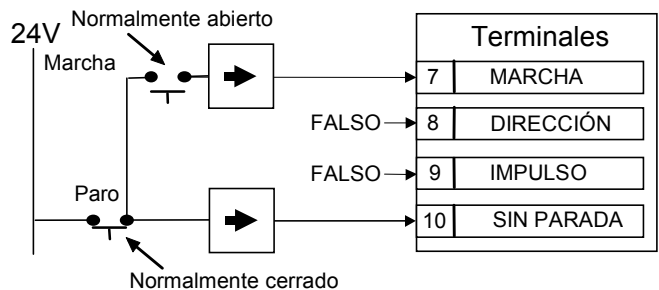 Normalmente abierto
24V
Marcha
Terminales
7 MARCHA
FALSO 8 DIRECCIÓN
FALSO 9 IMPULSO
Paro
10 SIN PARADA
Normalmente cerrado